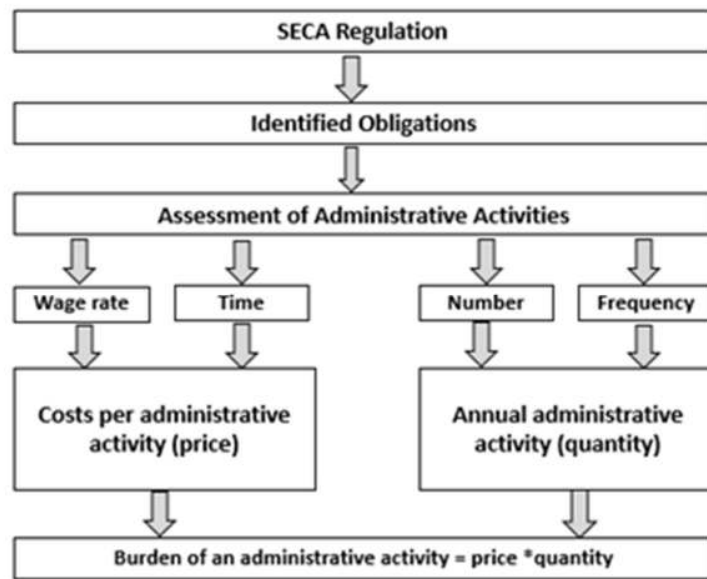 SECA Regulation
Identified Obligations
Assessment of Administrative Activities
Wage rate
Time
Number
Frequency
Costs per administrative
activity (price)
Annual administrative
activity (quantity)
Burden of an administrative activity = price *quantity